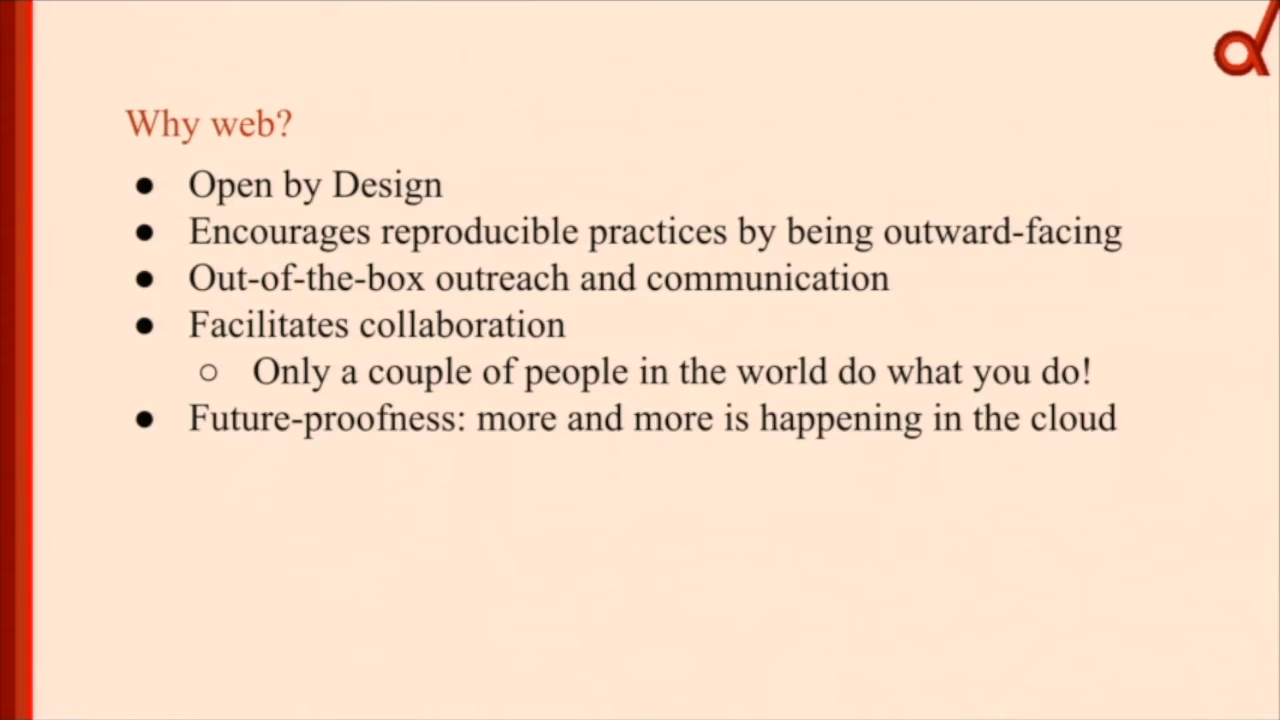 Why web?
● Open by Design
● Encourages reproducible practices by being outward-facing
● Out-of-the-box outreach and communication
● Facilitates collaboration
○ Only a couple of people in the world do what you do!
● Future-proofness: more and more is happening in the cloud